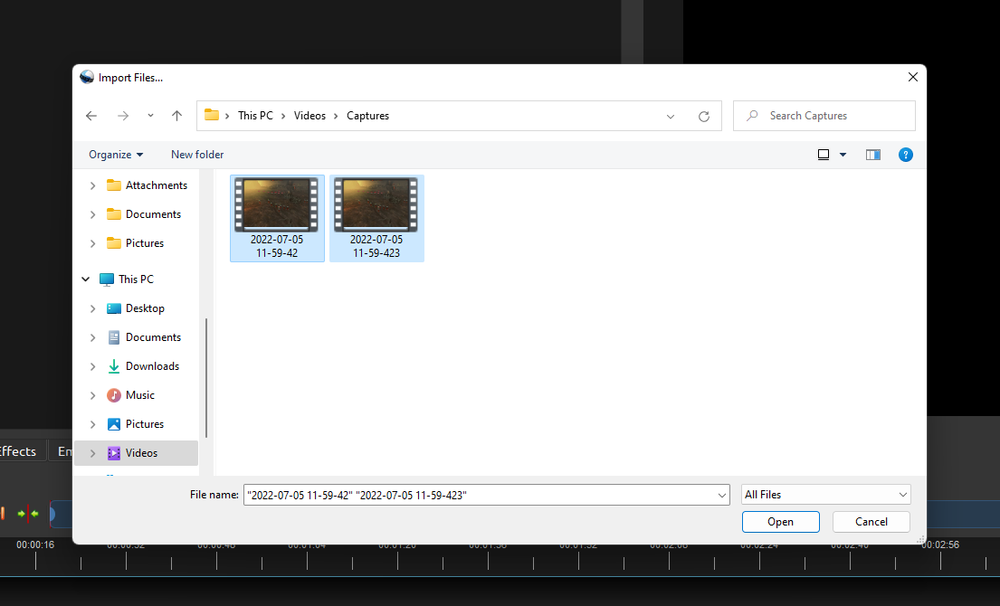 Import Files...
This PC > Videos > Captures
Search Captures
Organize
New folder
Attachments
Documents
Pictures
This PC
Desktop
Documents
Downloads
Music
Pictures
Videos
2022-07-05
11-59-42
2022-07-05
11-59-423
File name:
"2022-07-05 11-59-42" "2022-07-05 11-59-423"
All Files
Open
Cancel
Effects
00:00:16
00:00:32
00:00:48
00:01:04
00:01:20
00:01:36
00:01:52
00:02:08
00:02:24
00:02:40
00:02:56